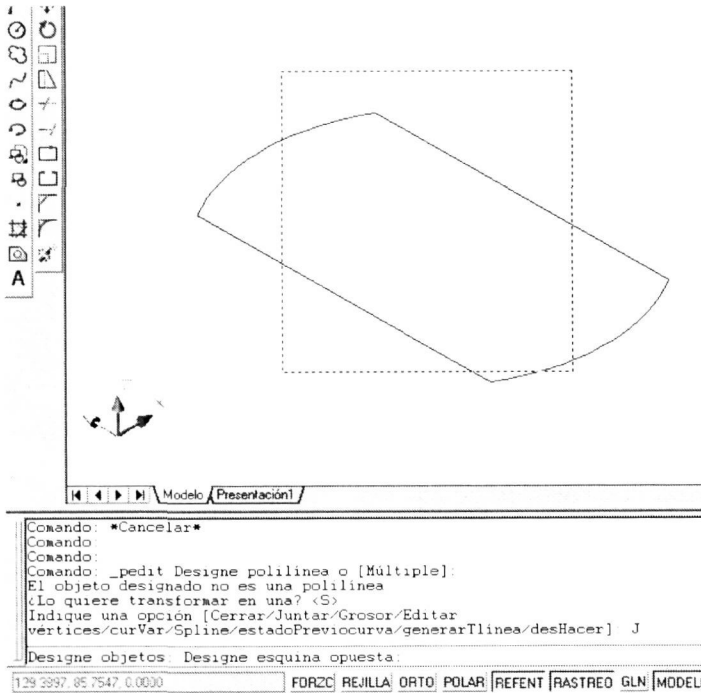 A
Modelo Presentación1
Comando: *Cancelar*
Comando:
Comando:
Comando: _pedit Designe polilínea o [Múltiple]:
El objeto designado no es una polilínea
¿Lo quiere transformar en una? <S>
Indique una opción [Cerrar/Juntar/Grosor/Editar
vértices/curVar/Spline/estadoPreviocurva/generarTlínea/desHacer]: J
Designe objetos: Designe esquina opuesta:
129.3897, 85.7547, 0.0000 FORZC REJILLA ORTO POLAR REFENT RASTREO GLN MODEL